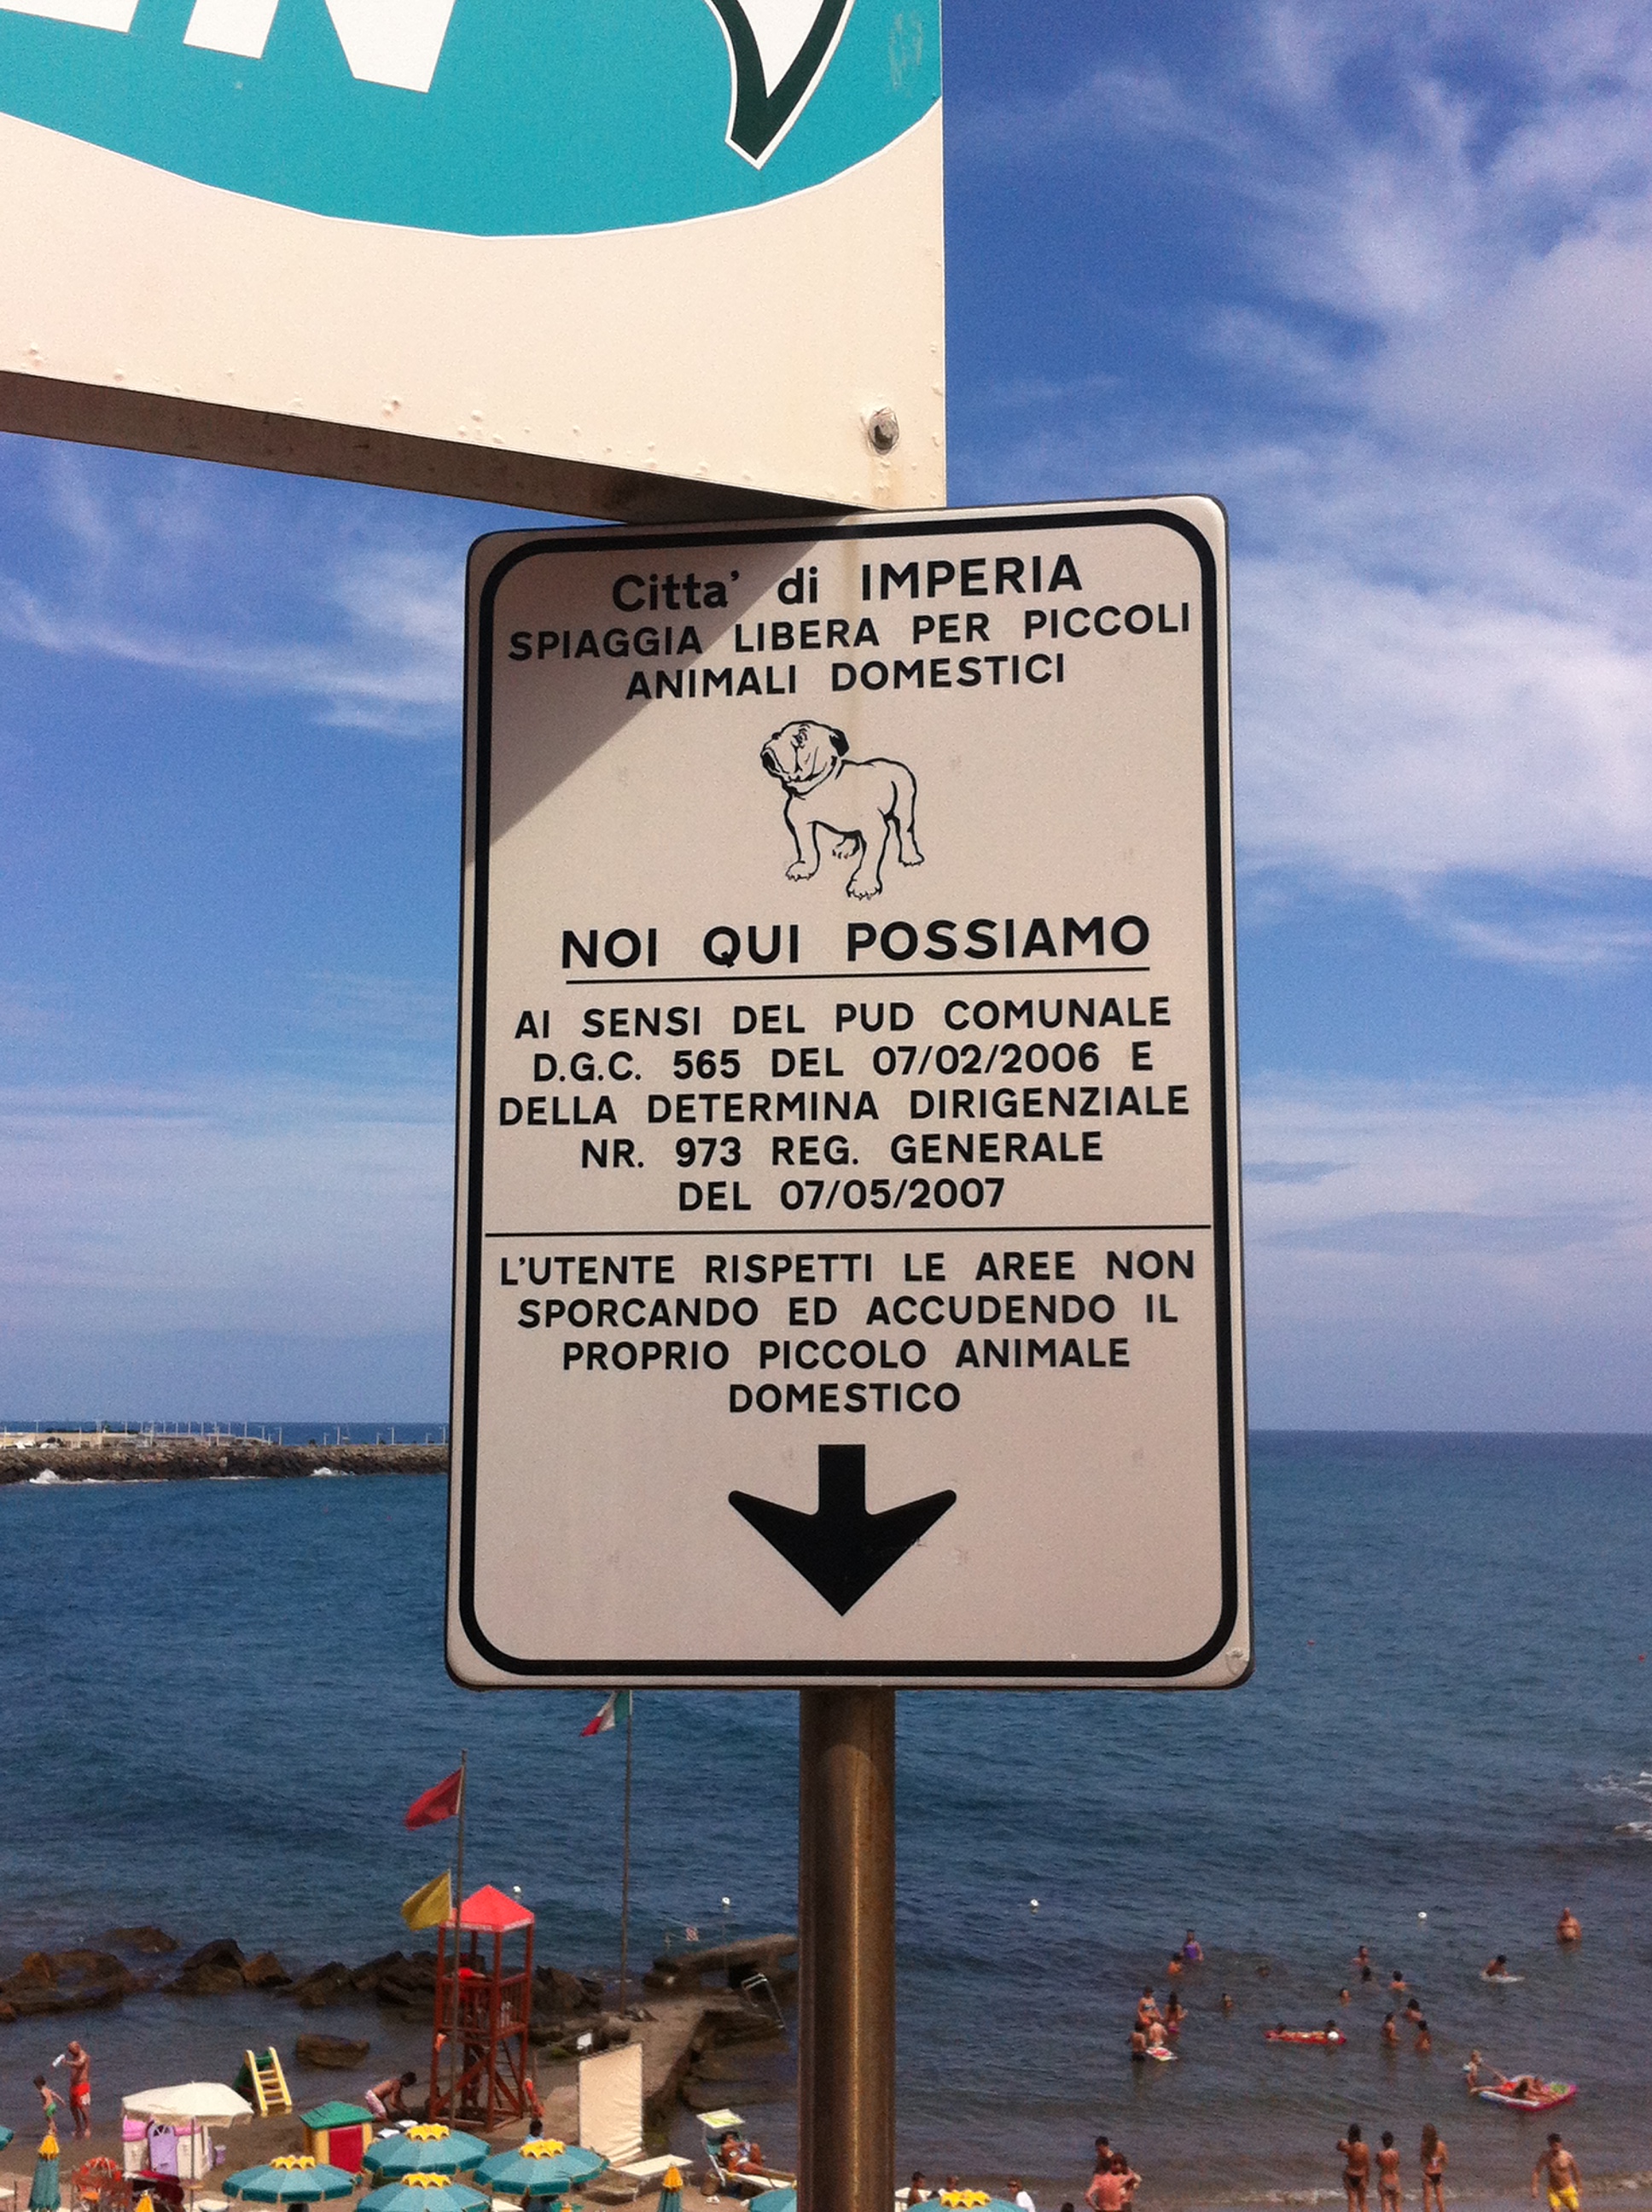 Citta' di IMPERIA
SPIAGGIA LIBERA PER PICCOLI
ANIMALI DOMESTICI
NOI QUI POSSIAMO
AI SENSI DEL PUD COMUNALE
D.G.C. 565 DEL 07/02/2006 E
DELLA DETERMINA DIRIGENZIALE
NR. 973 REG. GENERALE
DEL 07/05/2007
L'UTENTE RISPETTI LE AREE NON
SPORCANDO ED ACCUDENDO IL
PROPRIO PICCOLO ANIMALE
DOMESTICO